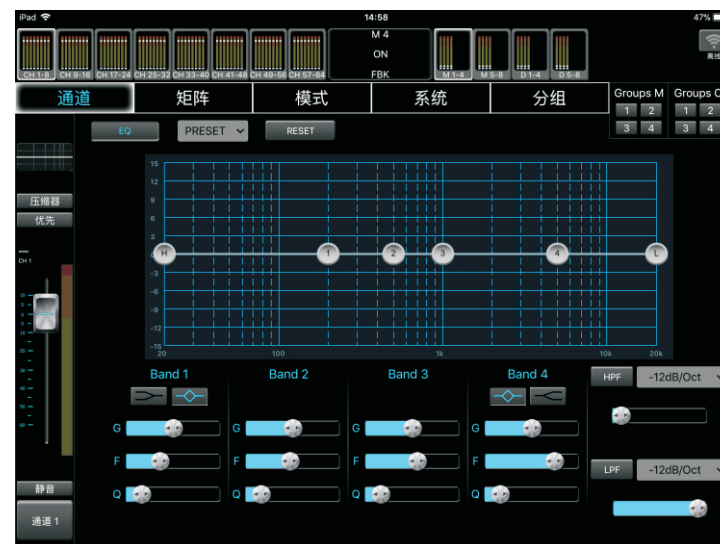 iPad 14:58 47%
M 4
ON
FBK
CH 1-8 CH 9-16 CH 17-24 CH 25-32 CH 33-40 CH 41-48 CH 49-56 CH 57-64 M 1-4 M 5-8 D 1-4 D 5-8 离线
通道 矩阵 模式 系统 分组 Groups M Groups C
1 2 1 2
3 4 3 4
EQ PRESET RESET
压缩器
优先
CH 1
15
12
9
6
3
-3
-6
-9
-12
-15
H 1 2 3 4 L
20 100 1k 10k 20k
Band 1 Band 2 Band 3 Band 4
HPF -12dB/Oct
G G G G
F F F F
LPF -12dB/Oct
Q Q Q Q
静音
通道 1